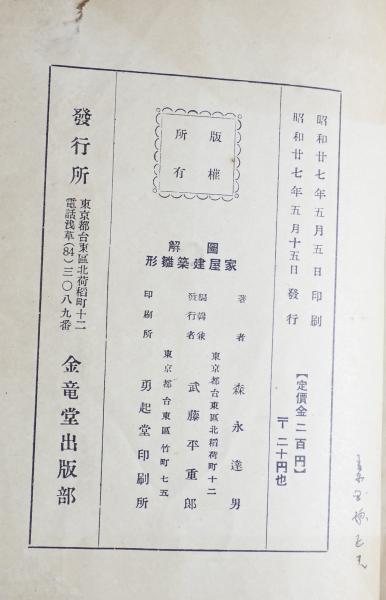 昭和廿七年五月五日印刷
昭和廿七年五月十五日發行
【定價金二百円】
〒二十円也
版權
所有
圖解
家屋建築雛形
著者 森永達男
東京都台東區北稲荷町十二
編輯兼
發行者 武藤平重郎
東京都台東區竹町七五
印刷所 勇起堂印刷所
發行所
東京都台東區北荷稻町十二
電話浅草(84)三〇八九番
金竜堂出版部